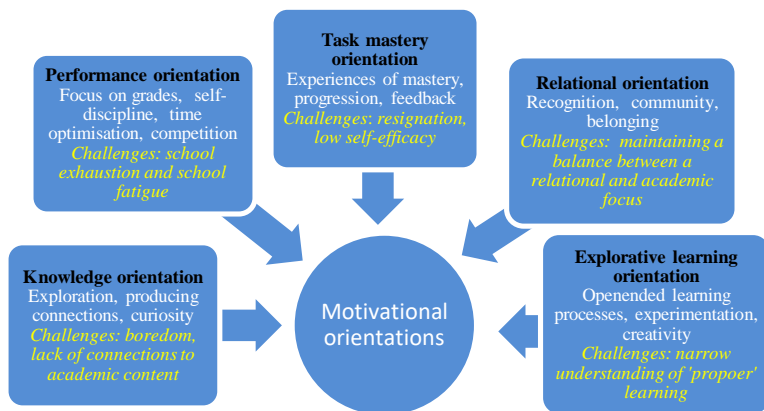 Task mastery
orientation
Experiences of mastery,
progression, feedback
Challenges: resignation,
low self-efficacy
Performance orientation
Focus on grades, self-
discipline, time
optimisation, competition
Challenges: school
exhaustion and school
fatigue
Relational orientation
Recognition, community,
belonging
Challenges: maintaining a
balance between a
relational and academic
focus
Knowledge orientation
Exploration, producing
connections, curiosity
Challenges: boredom,
lack of connections to
academic content
Motivational
orientations
Explorative learning
orientation
Openended learning
processes, experimentation,
creativity
Challenges: narrow
understanding of 'propoer'
learning